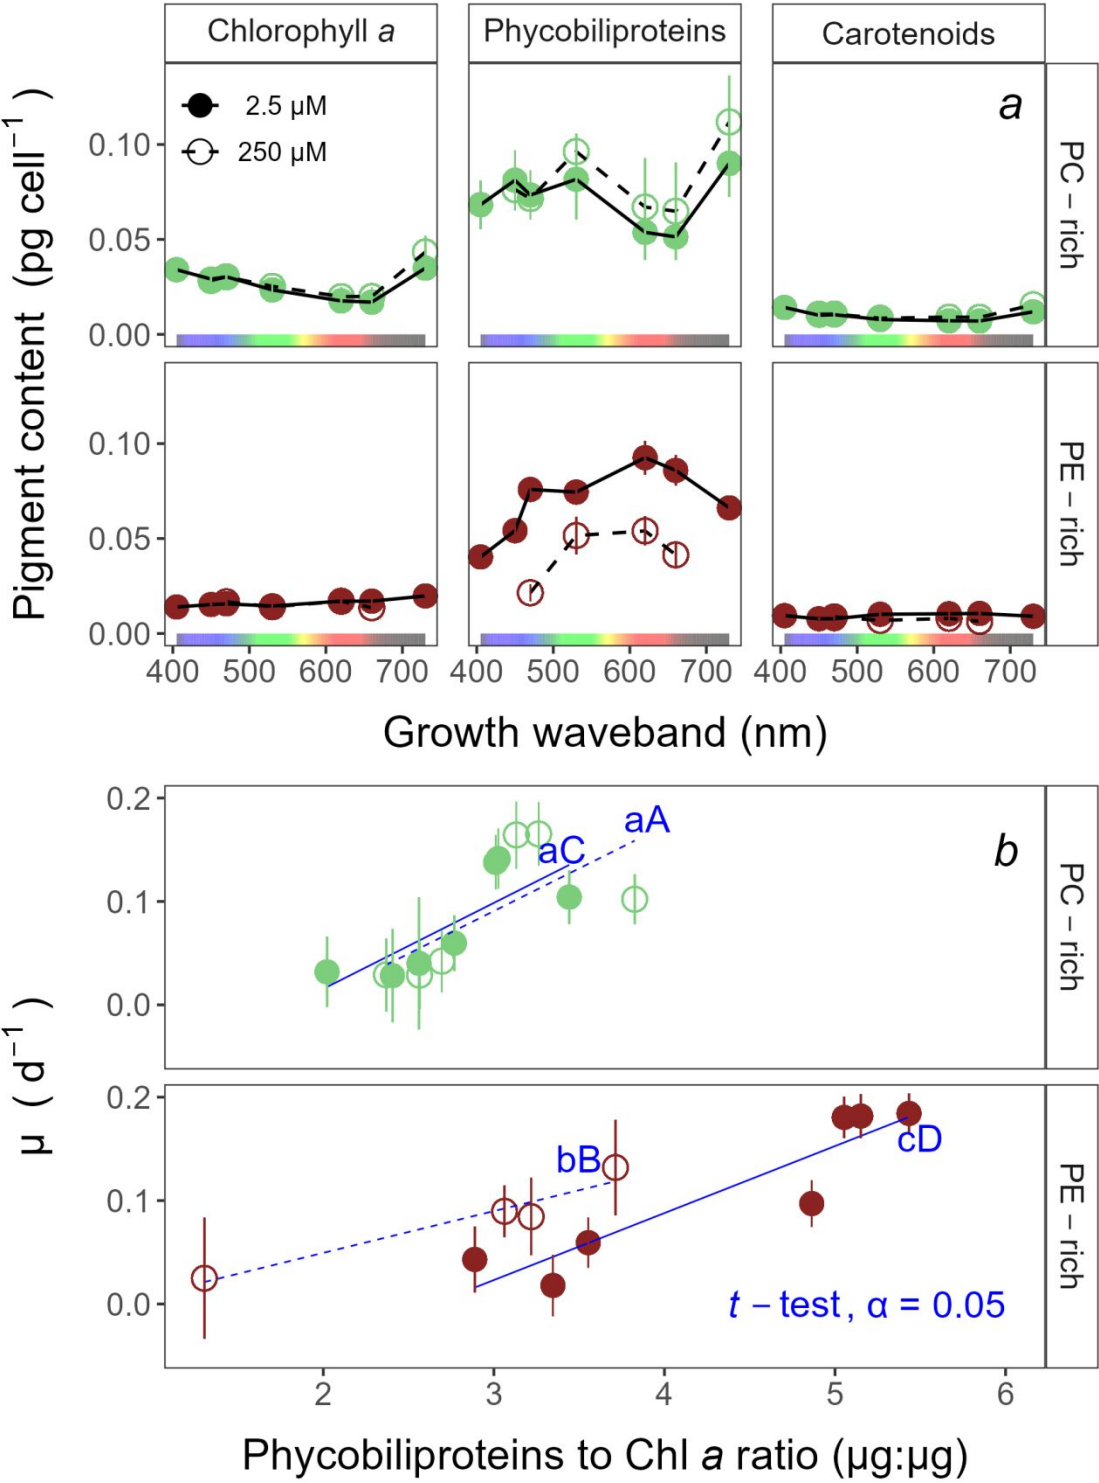 Chlorophyll a Phycobiliproteins Carotenoids
2.5 µM
250 µM
a
Pigment content (pg cell⁻¹)
0.10
0.05
0.00
PC − rich
0.10
0.05
0.00
PE − rich
400 500 600 700 400 500 600 700 400 500 600 700
Growth waveband (nm)
0.2
0.1
0.0
aA
aC
b
PC − rich
µ ( d⁻¹ )
0.2
0.1
0.0
bB
cD
t − test , α = 0.05
PE − rich
2 3 4 5 6
Phycobiliproteins to Chl a ratio (µg:µg)